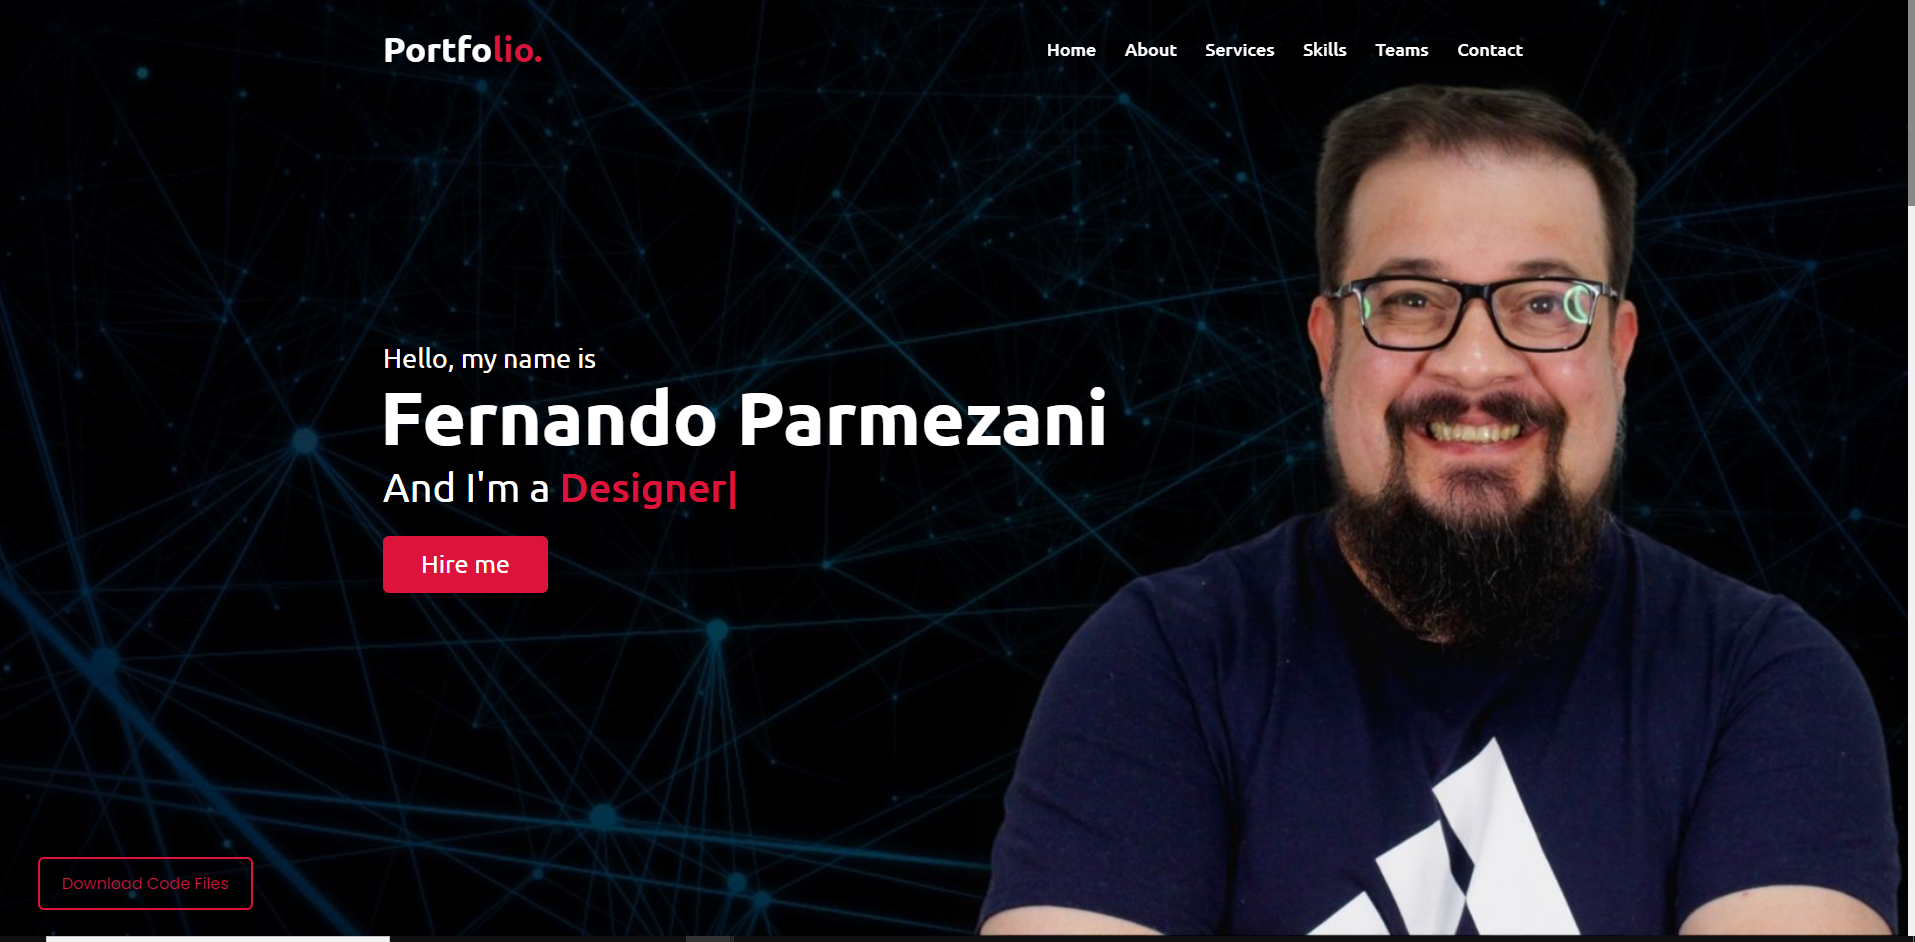 Portfolio.
Home About Services Skills Teams Contact
Hello, my name is
Fernando Parmezani
And I'm a Designer|
Hire me
Download Code Files